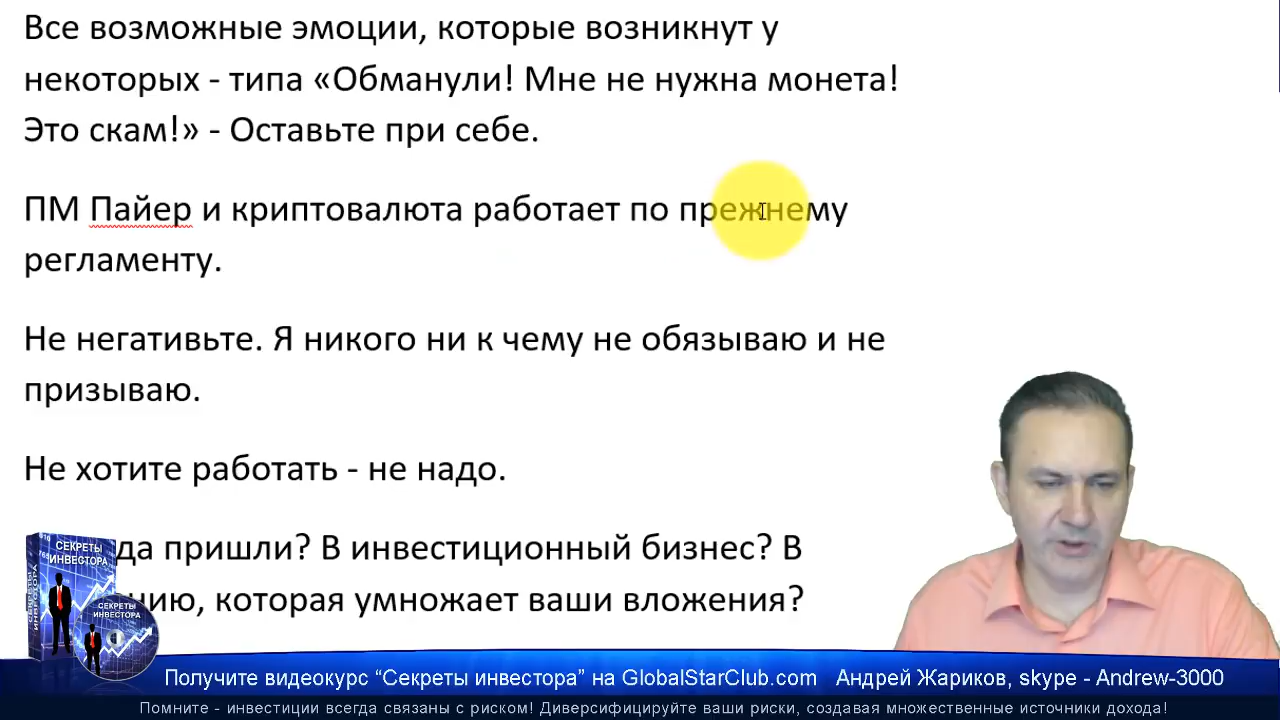 Все возможные эмоции, которые возникнут у
некоторых - типа «Обманули! Мне не нужна монета!
Это скам!» - Оставьте при себе.
ПМ Пайер и криптовалюта работает по прежнему
регламенту.
Не негативьте. Я никого ни к чему не обязываю и не
призываю.
Не хотите работать - не надо.
да пришли? В инвестиционный бизнес? В
нию, которая умножает ваши вложения?
СЕКРЕТЫ
ИНВЕСТОРА
СЕКРЕТЫ
ИНВЕСТОРА
Получите видеокурс “Секреты инвестора” на GlobalStarClub.com Андрей Жариков, skype - Andrew-3000
Помните - инвестиции всегда связаны с риском! Диверсифицируйте ваши риски, создавая множественные источники дохода!